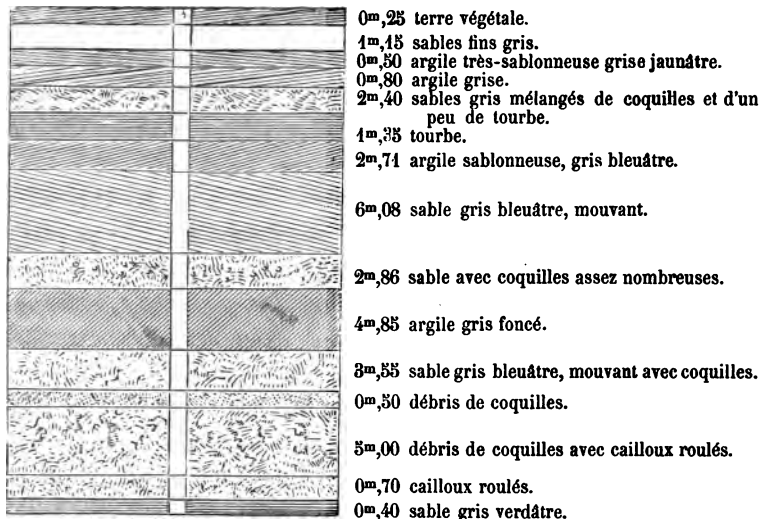 0m,25 terre végétale.
1m,15 sables fins gris.
0m,50 argile très-sablonneuse grise jaunâtre.
0m,80 argile grise.
2m,40 sables gris mélangés de coquilles et d'un
peu de tourbe.
1m,35 tourbe.
2m,71 argile sablonneuse, gris bleuâtre.
6m,08 sable gris bleuâtre, mouvant.
2m,86 sable avec coquilles assez nombreuses.
4m,85 argile gris foncé.
3m,55 sable gris bleuâtre, mouvant avec coquilles.
0m,50 débris de coquilles.
5m,00 débris de coquilles avec cailloux roulés.
0m,70 cailloux roulés.
0m,40 sable gris verdâtre.